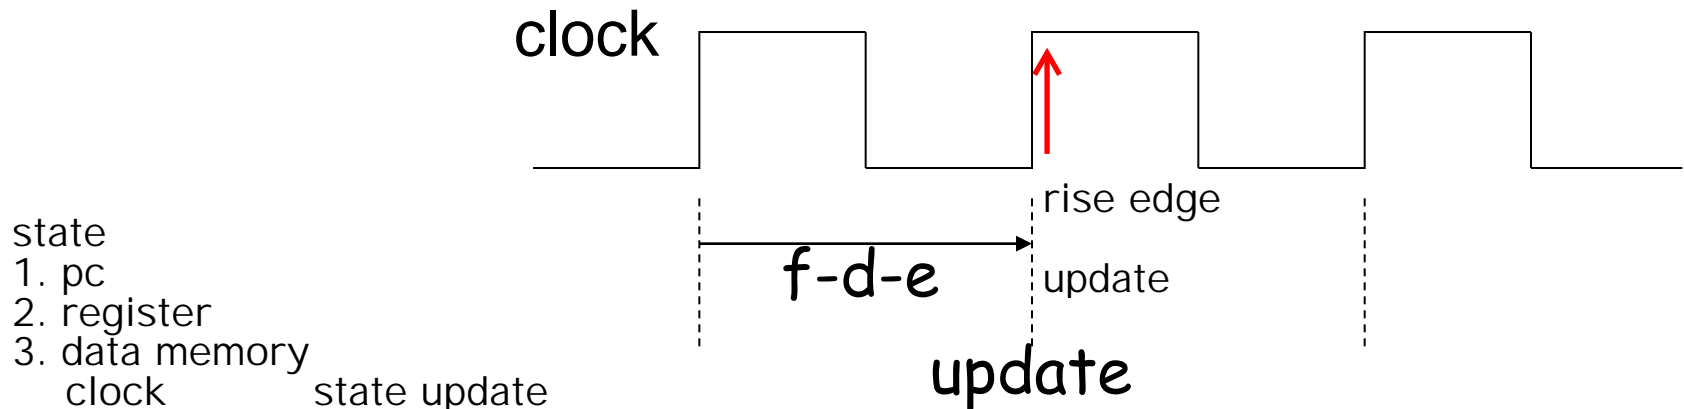 clock
rise edge
state
1. pc
f-d-e
update
2. register
3. data memory
update
clock state update